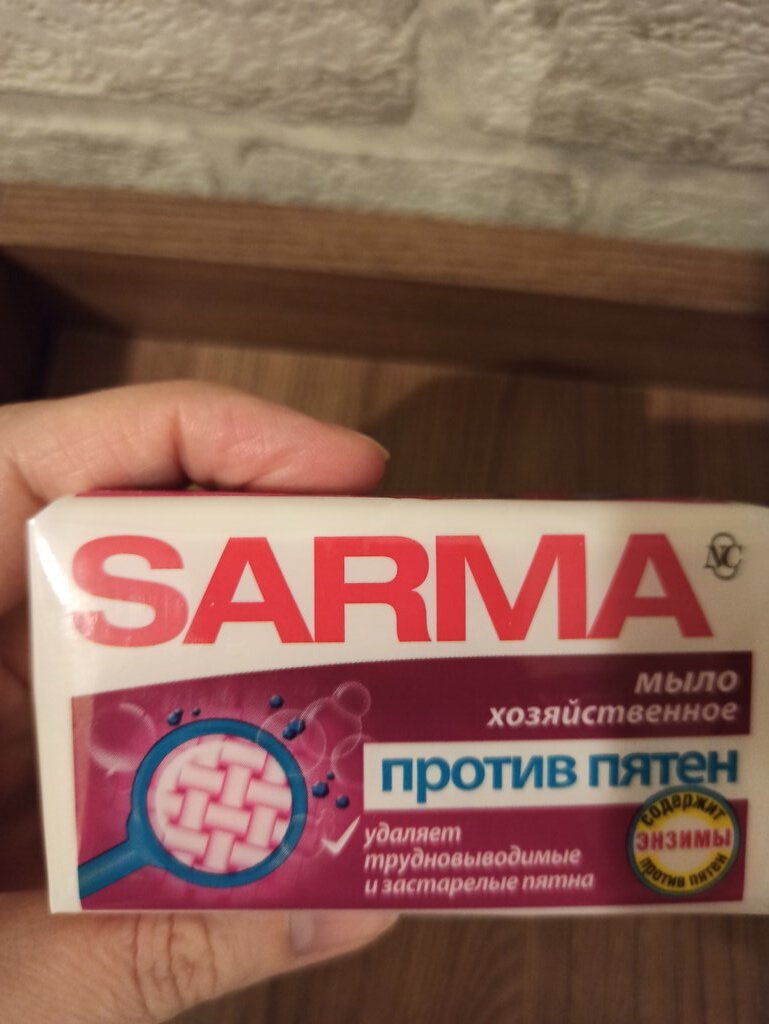 SARMA
NC
мыло
хозяйственное
против пятен
удаляет
трудновыводимые
и застарелые пятна
содержит
энзимы
против пятен